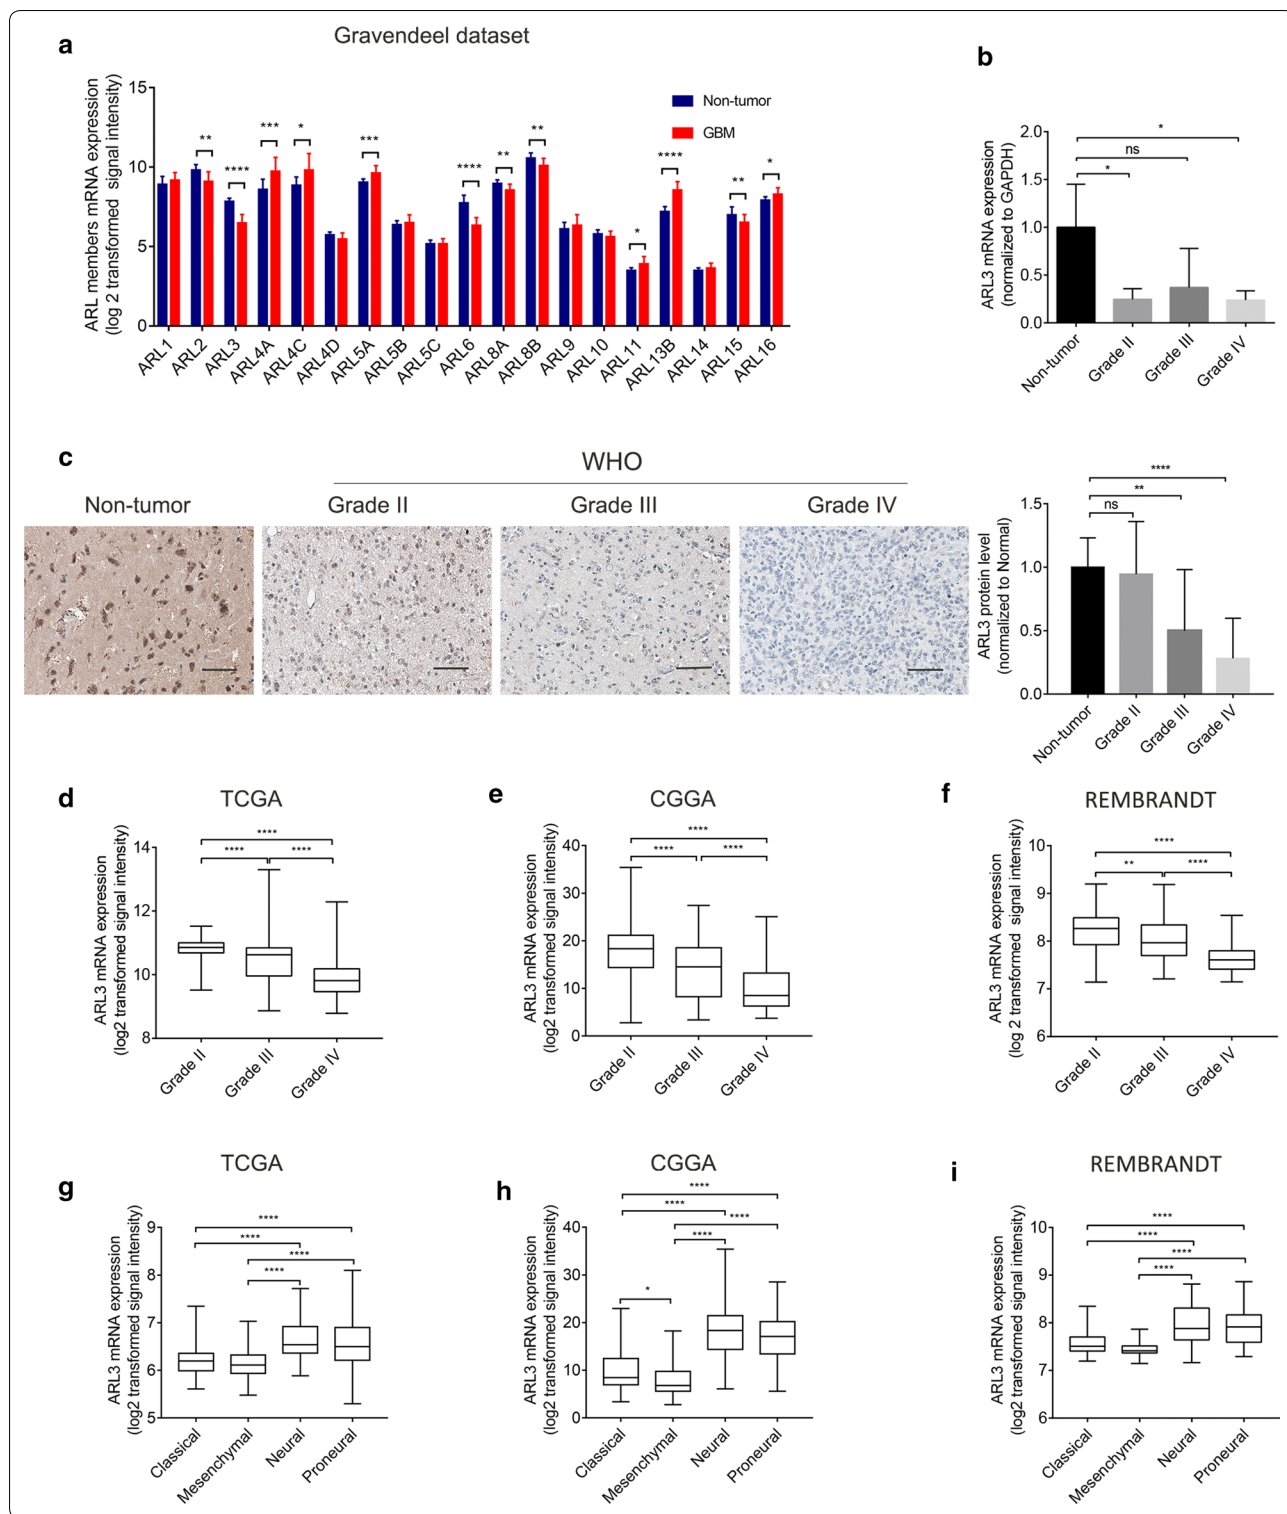 a
Gravendeel dataset
ARL members mRNA expression
(log 2 transformed signal intensity)
15
10
5
0
Non-tumor
GBM
**
****
***
*
***
****
**
**
*
****
**
*
ARL1
ARL2
ARL3
ARL4A
ARL4C
ARL4D
ARL5A
ARL5B
ARL5C
ARL6
ARL8A
ARL8B
ARL9
ARL10
ARL11
ARL13B
ARL14
ARL15
ARL16
b
ARL3 mRNA expression
(normalized to GAPDH)
2.0
1.5
1.0
0.5
0.0
*
ns
*
Non-tumor
Grade II
Grade III
Grade IV
c
WHO
Non-tumor
Grade II
Grade III
Grade IV
ARL3 protein level
(normalized to Normal)
1.5
1.0
0.5
0.0
****
**
ns
Non-tumor
Grade II
Grade III
Grade IV
d
TCGA
ARL3 mRNA expression
(log2 transformed signal intensity)
14
12
10
8
****
****
****
Grade II
Grade III
Grade IV
e
CGGA
ARL3 mRNA expression
(log2 transformed signal intensity)
40
30
20
10
0
****
****
****
Grade II
Grade III
Grade IV
f
REMBRANDT
ARL3 mRNA expression
(log 2 transformed signal intensity)
10
9
8
7
6
****
**
****
Grade II
Grade III
Grade IV
g
TCGA
ARL3 mRNA expression
(log2 transformed signal intensity)
9
8
7
6
5
****
****
****
****
Classical
Mesenchymal
Neural
Proneural
h
CGGA
ARL3 mRNA expression
(log2 transformed signal intensity)
40
30
20
10
0
****
****
****
****
*
Classical
Mesenchymal
Neural
Proneural
i
REMBRANDT
ARL3 mRNA expression
(log2 transformed signal intensity)
10
9
8
7
6
****
****
****
****
Classical
Mesenchymal
Neural
Proneural